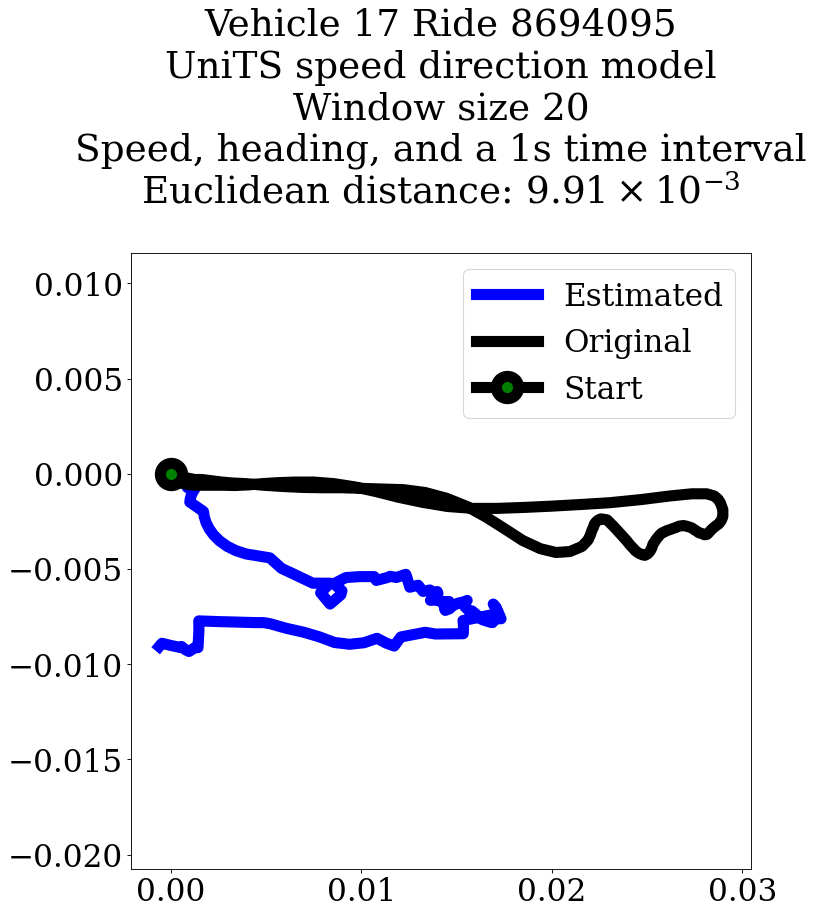 Vehicle 17 Ride 8694095
UniTS speed direction model
Window size 20
Speed, heading, and a 1s time interval
Euclidean distance: 9.91 × 10⁻³
Estimated
Original
Start
0.010
0.005
0.000
−0.005
−0.010
−0.015
−0.020
0.00 0.01 0.02 0.03